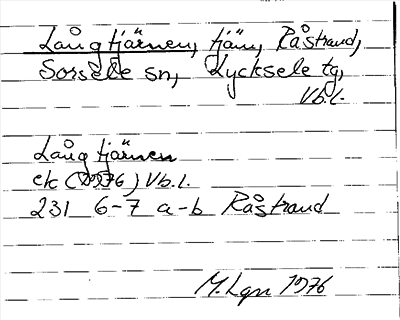 Långtjärnen, tjärn, Råstrand,
Sorsele sn, Lycksele tg,
Vb.l.
Långtjärnen
ek (1976) Vb.l.
231 6-7 a-b Råstrand
M.Lgn 1976